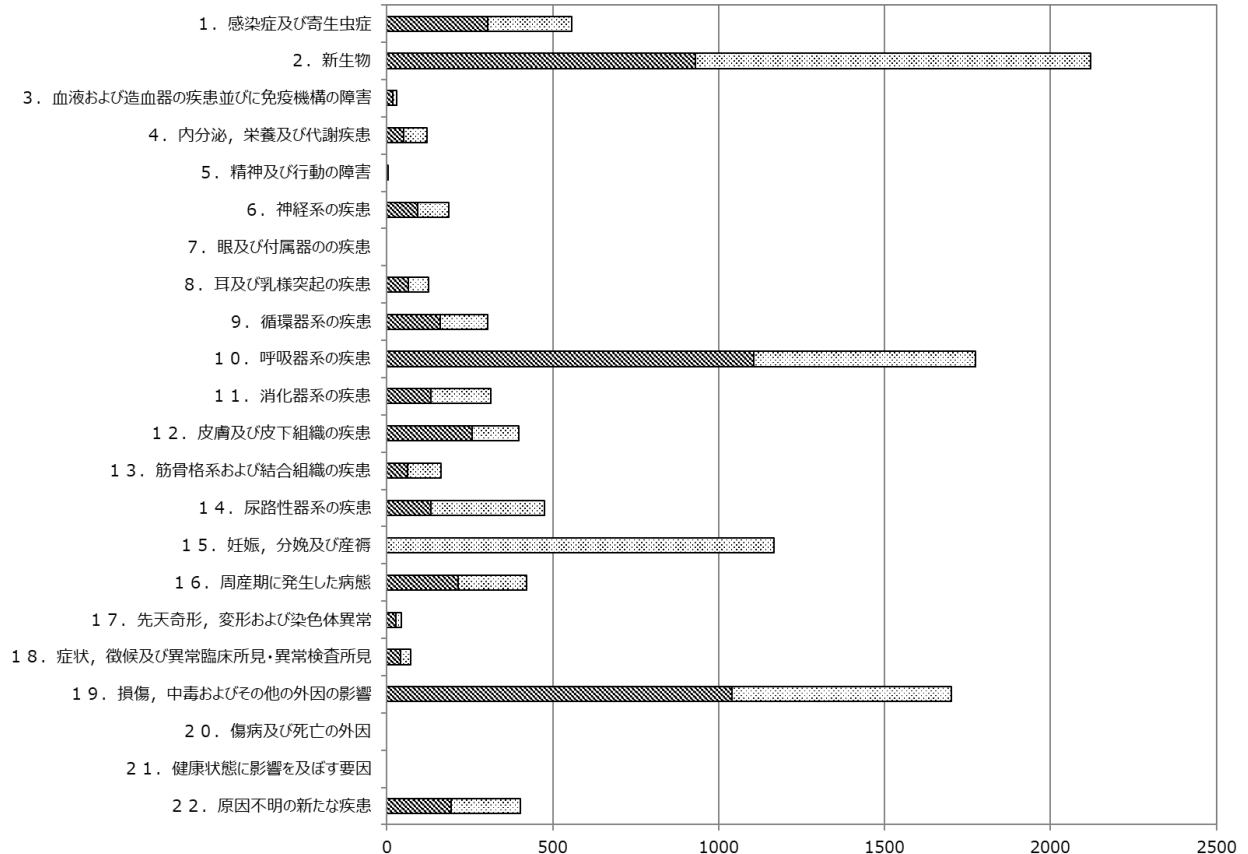 １．感染症及び寄生虫症
２．新生物
３．血液および造血器の疾患並びに免疫機構の障害
４．内分泌，栄養及び代謝疾患
５．精神及び行動の障害
６．神経系の疾患
７．眼及び付属器のの疾患
８．耳及び乳様突起の疾患
９．循環器系の疾患
１０．呼吸器系の疾患
１１．消化器系の疾患
１２．皮膚及び皮下組織の疾患
１３．筋骨格系および結合組織の疾患
１４．尿路性器系の疾患
１５．妊娠，分娩及び産褥
１６．周産期に発生した病態
１７．先天奇形，変形および染色体異常
１８．症状，徴候及び異常臨床所見・異常検査所見
１９．損傷，中毒およびその他の外因の影響
２０．傷病及び死亡の外因
２１．健康状態に影響を及ぼす要因
２２．原因不明の新たな疾患
0 500 1000 1500 2000 2500